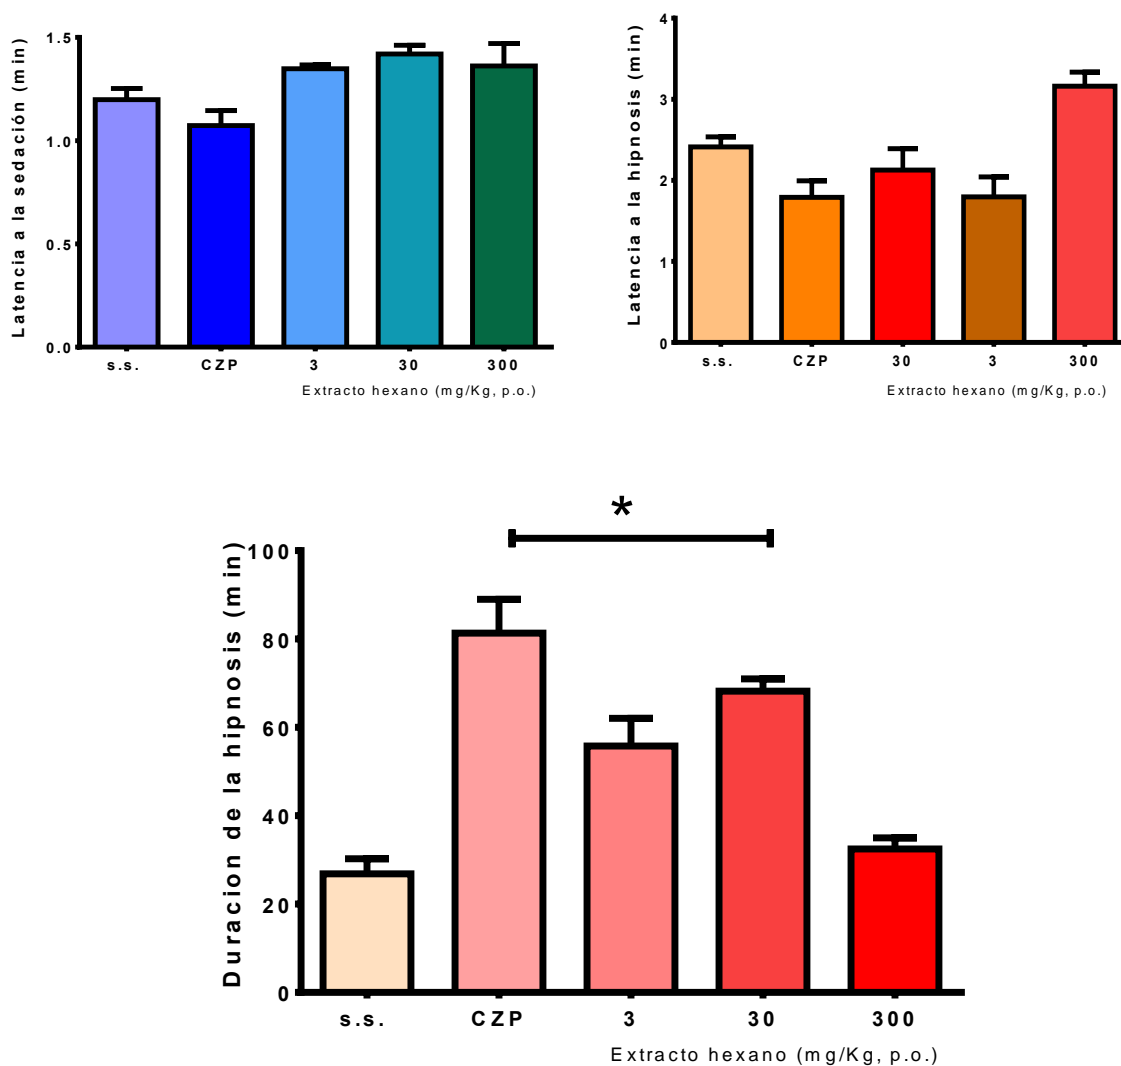 Latencia a la sedación (min)
1.5
1.0
0.5
0.0
s.s. CZP 3 30 300
Extracto hexano (mg/Kg, p.o.)
Latencia a la hipnosis (min)
4
3
2
1
0
s.s. CZP 30 3 300
Extracto hexano (mg/Kg, p.o.)
*
Duracion de la hipnosis (min)
100
80
60
40
20
0
s.s. CZP 3 30 300
Extracto hexano (mg/Kg, p.o.)